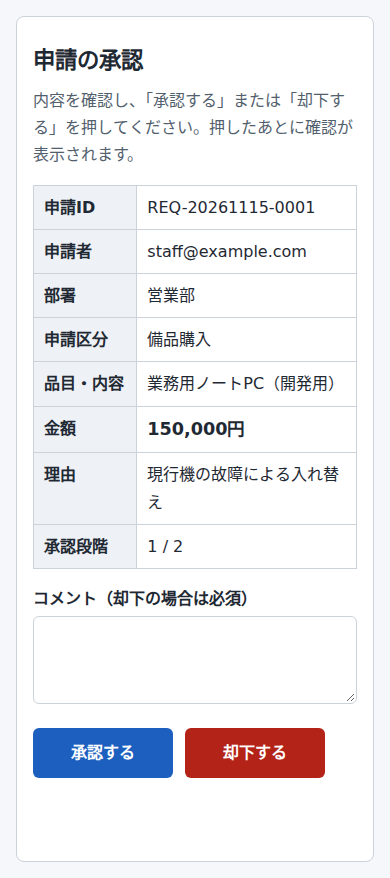 申請の承認
内容を確認し、「承認する」または「却下す
る」を押してください。押したあとに確認が
表示されます。
申請ID REQ-20261115-0001
申請者 staff@example.com
部署 営業部
申請区分 備品購入
品目・内容 業務用ノートPC（開発用）
金額 150,000円
理由 現行機の故障による入れ替
え
承認段階 1 / 2
コメント（却下の場合は必須）
承認する 却下する